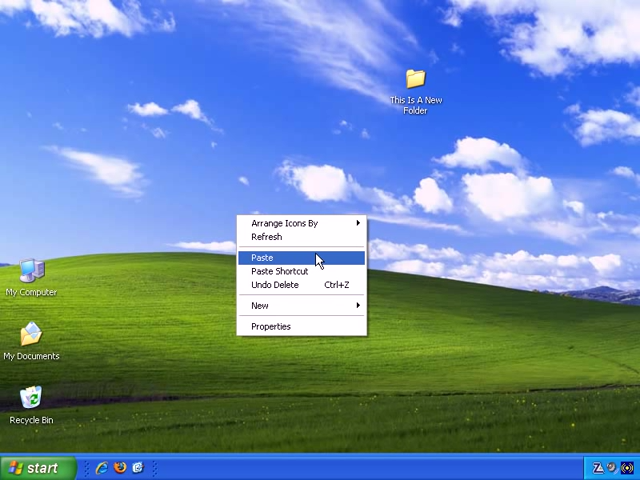 This Is A New
Folder
Arrange Icons By
Refresh
Paste
Paste Shortcut
Undo Delete Ctrl+Z
New
Properties
My Computer
My Documents
Recycle Bin
start